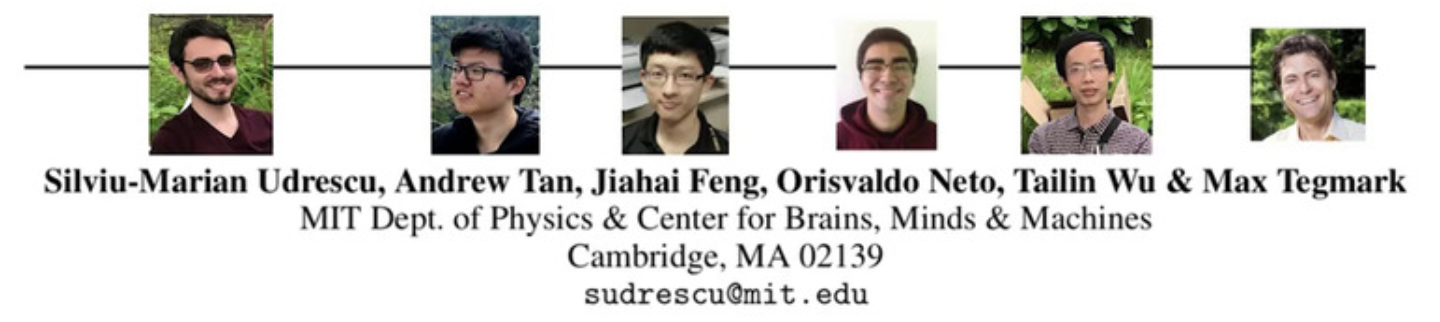 Silviu-Marian Udrescu, Andrew Tan, Jiahai Feng, Orisvaldo Neto, Tailin Wu & Max Tegmark
MIT Dept. of Physics & Center for Brains, Minds & Machines
Cambridge, MA 02139
sudrescu@mit.edu